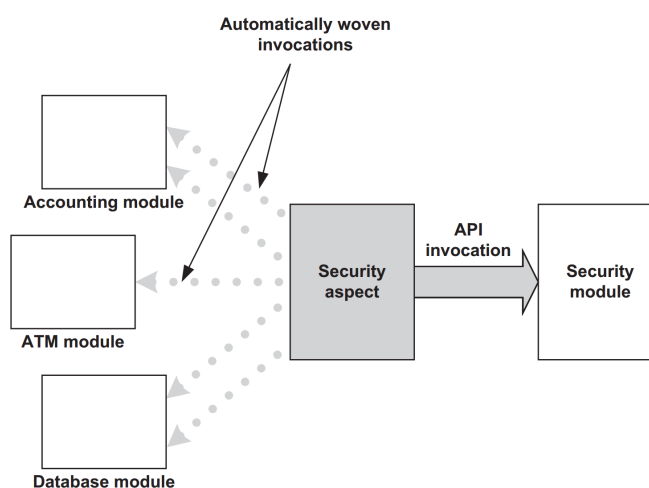 Automatically woven
invocations
Accounting module
API
invocation
Security
aspect
Security
module
ATM module
Database module